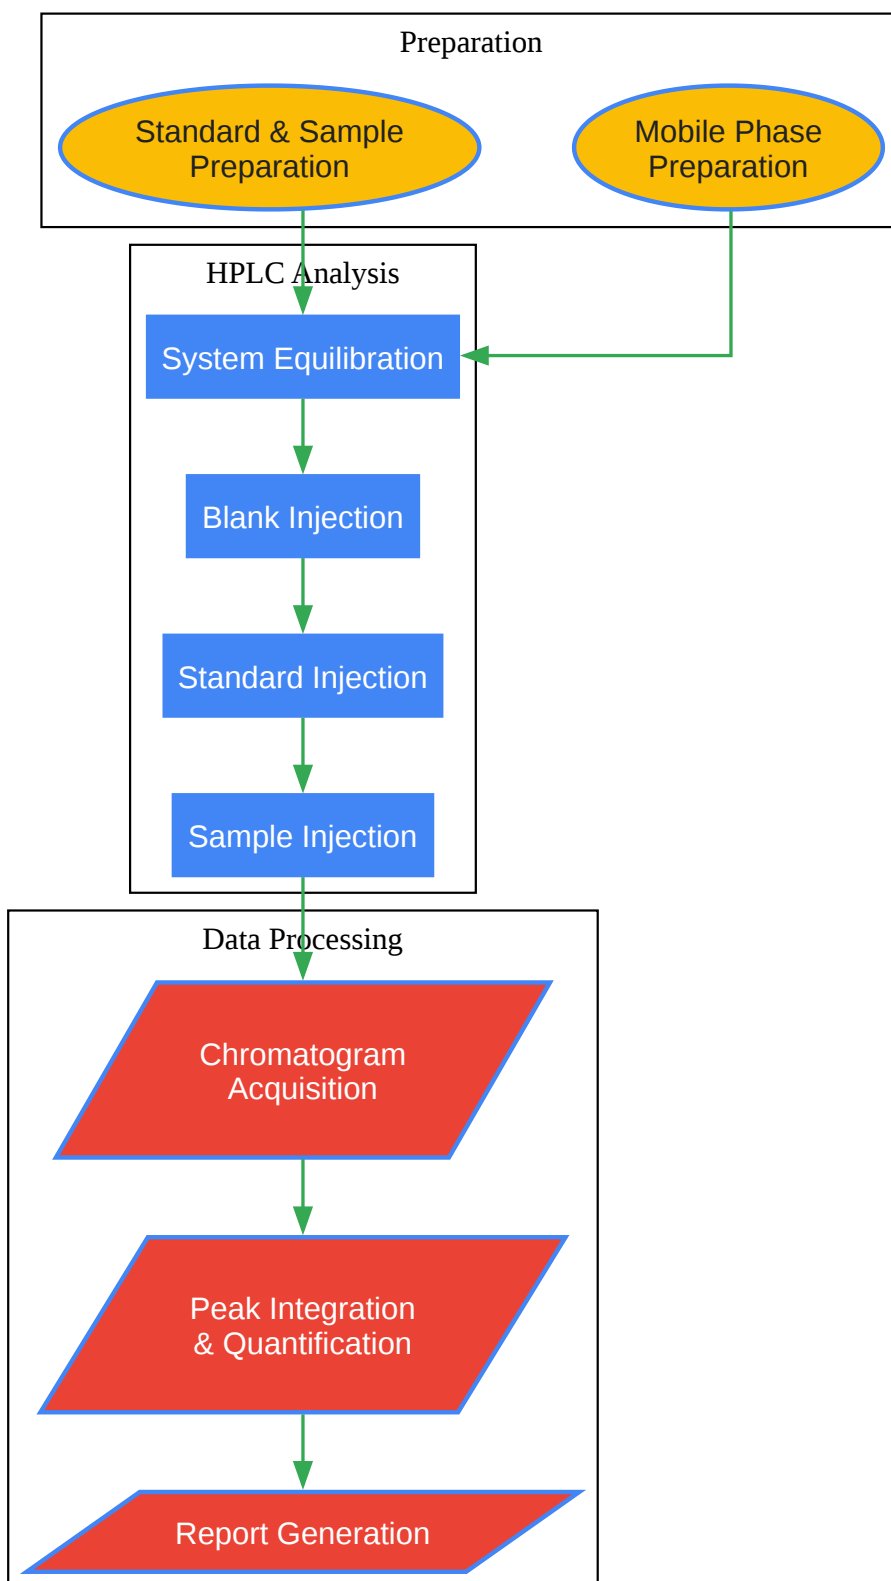 Preparation
Standard & Sample
Preparation
Mobile Phase
Preparation
HPLC Analysis
System Equilibration
Blank Injection
Standard Injection
Sample Injection
Data Processing
Chromatogram
Acquisition
Peak Integration
& Quantification
Report Generation